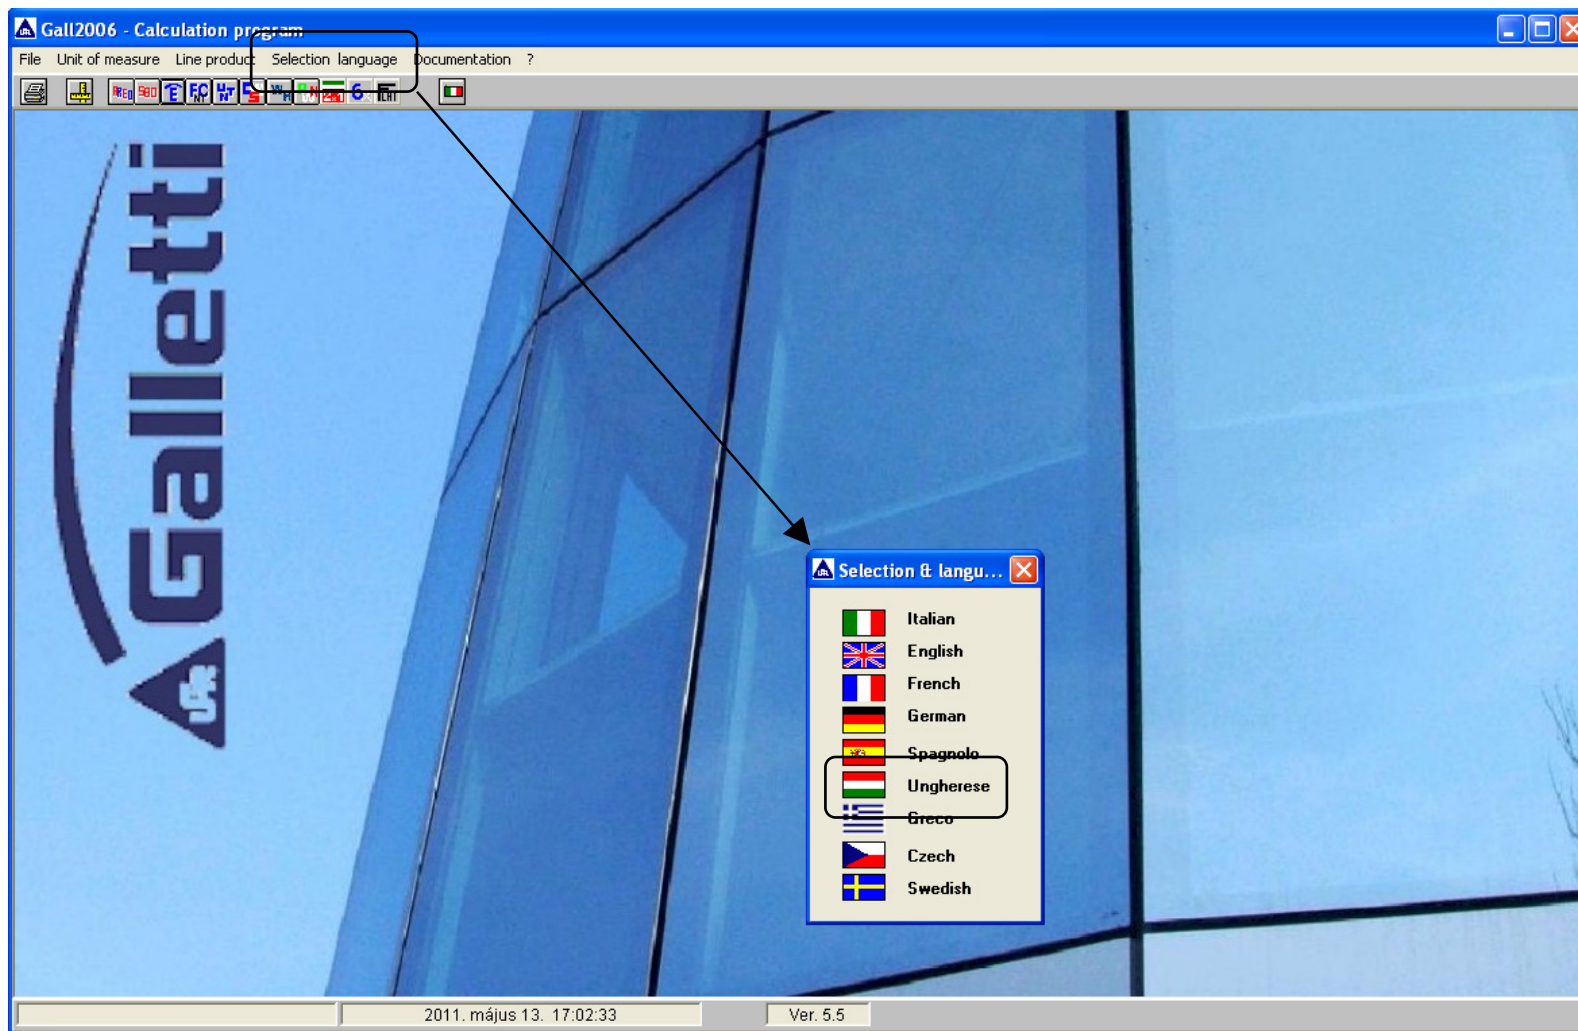 Gall2006 - Calculation program
File Unit of measure Line product Selection language Documentation ?
Galletti
Selection & langu...
Italian
English
French
German
Spagnolo
Ungherese
Greco
Czech
Swedish
2011. május 13. 17:02:33 Ver. 5.5